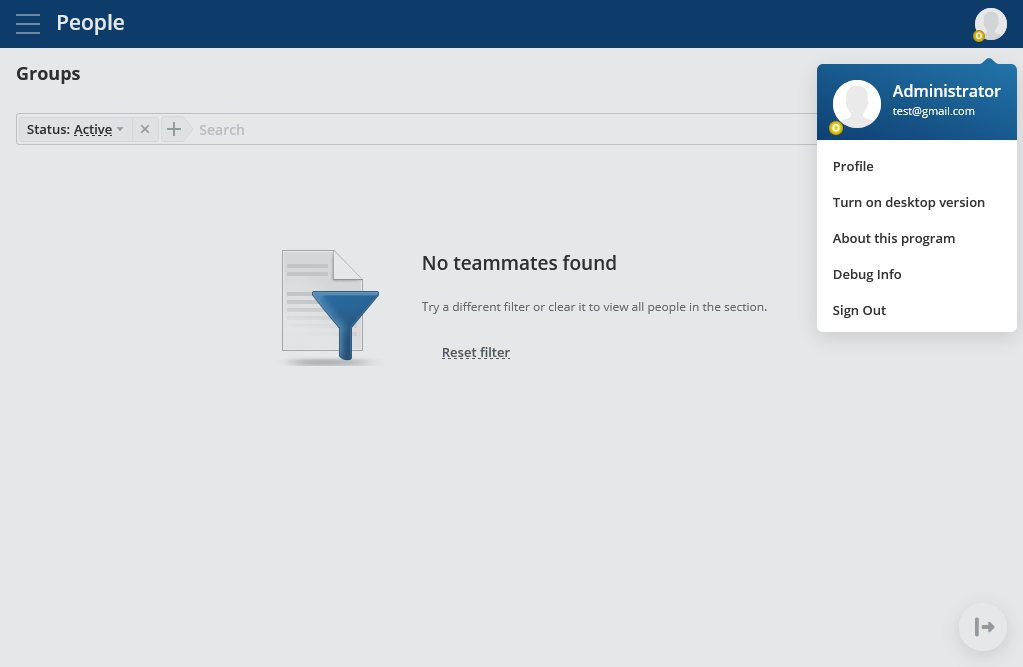 People
Groups
Status: Active
Search
Administrator
test@gmail.com
Profile
Turn on desktop version
About this program
Debug Info
Sign Out
No teammates found
Try a different filter or clear it to view all people in the section.
Reset filter